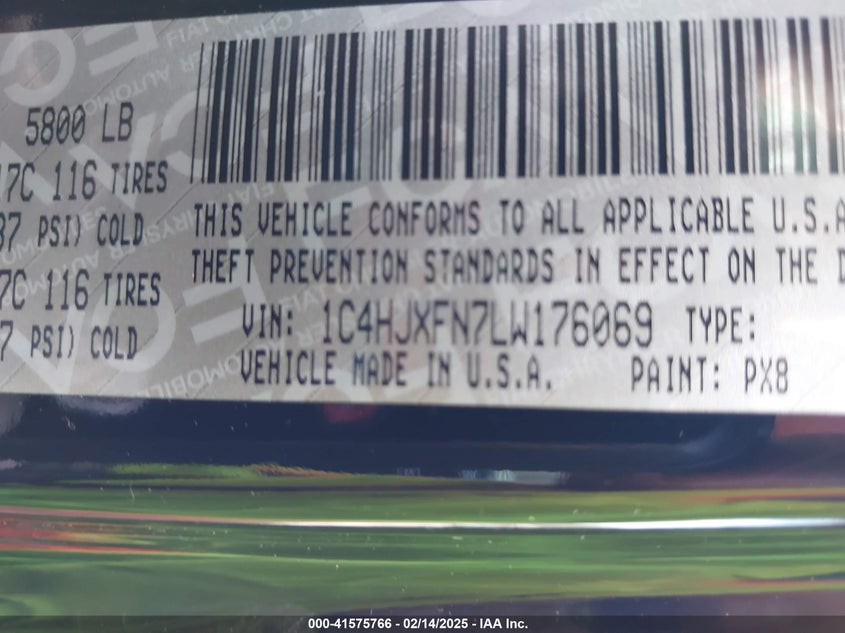 5800 LB
17C 116 TIRES
37 PSI) COLD
7C 116 TIRES
7 PSI) COLD
THIS VEHICLE CONFORMS TO ALL APPLICABLE U.S.A
THEFT PREVENTION STANDARDS IN EFFECT ON THE D
VIN: 1C4HJXFN7LW176069 TYPE:
VEHICLE MADE IN U.S.A. PAINT: PX8
000-41575766 - 02/14/2025 - IAA Inc.